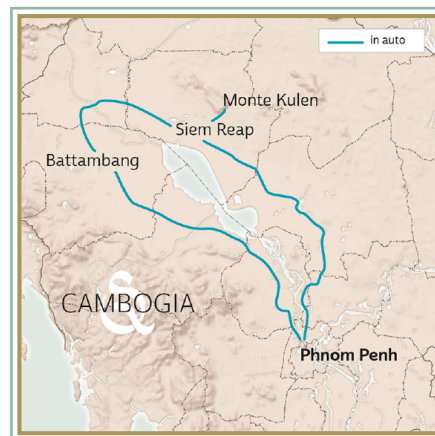 in auto
Monte Kulen
Siem Reap
Battambang
&
CAMBOGIA
Phnom Penh